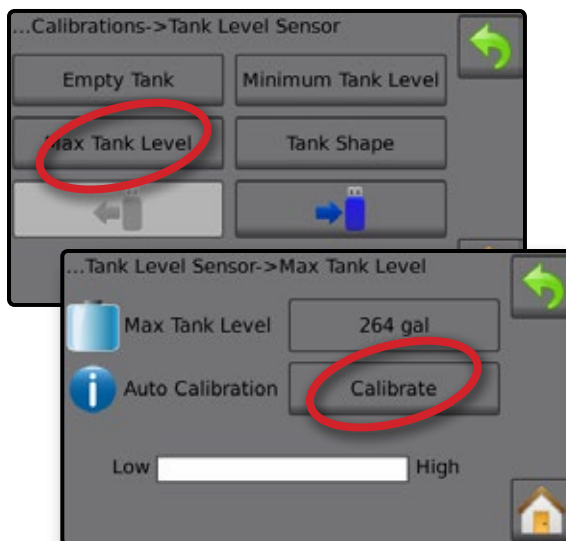 ...Calibrations->Tank Level Sensor
Empty Tank
Minimum Tank Level
Max Tank Level
Tank Shape
...Tank Level Sensor->Max Tank Level
Max Tank Level
264 gal
Auto Calibration
Calibrate
Low
High